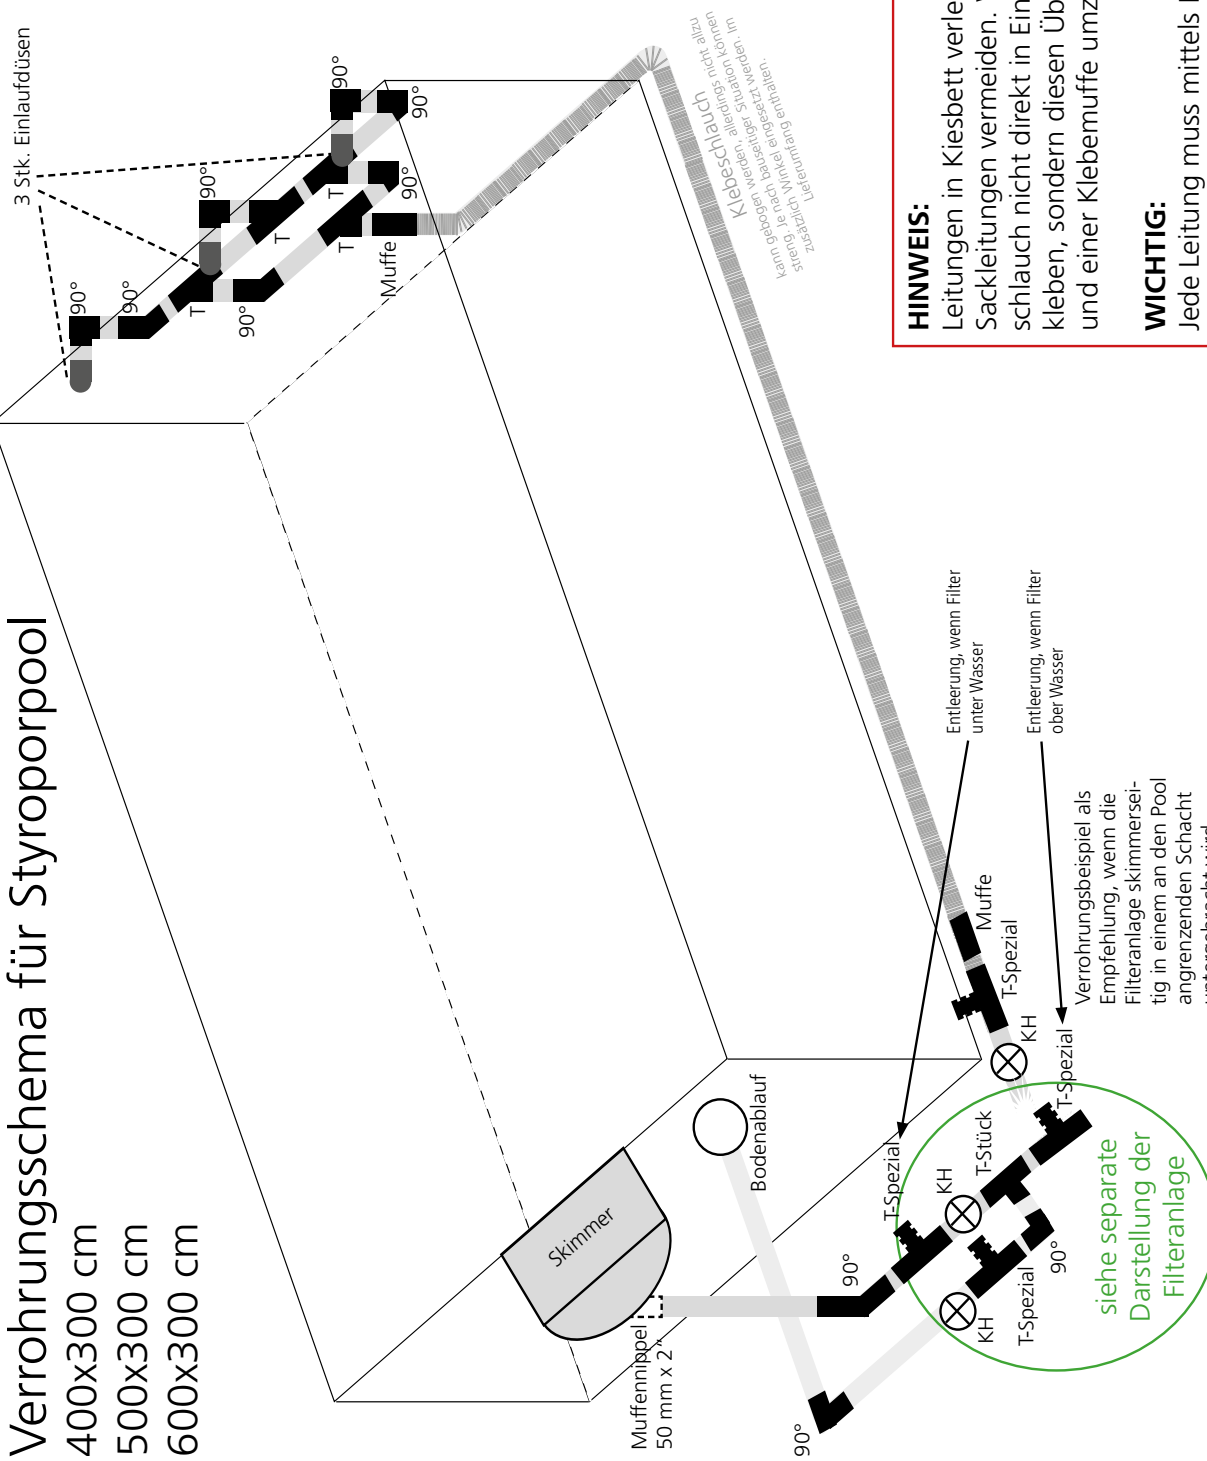 Verrohrungsschema für Styroporpool
400x300 cm
500x300 cm
600x300 cm
3 Stk. Einlaufdüsen
90°
90°
T
90°
90°
T
90°
90°
T
90°
T
Muffe
Klebeschlauch
kann gebogen werden, allerdings nicht allzu
streng. Je nach bauseitiger Situation können
zusätzlich Winkel eingesetzt werden. Im
Lieferumfang enthalten.
HINWEIS:
Leitungen in Kiesbett verle
Sackleitungen vermeiden.
schlauch nicht direkt in Ein
kleben, sondern diesen Üb
und einer Klebemuffe umz
WICHTIG:
Jede Leitung muss mittels
Skimmer
Muffennippel
50 mm x 2“
Bodenablauf
90°
90°
T-Spezial
KH
T-Stück
T-Spezial
KH
T-Spezial
90°
KH
T-Spezial
Muffe
Entleerung, wenn Filter
unter Wasser
Entleerung, wenn Filter
ober Wasser
Verrohrungsbeispiel als
Empfehlung, wenn die
Filteranlage skimmersei-
tig in einem an den Pool
angrenzenden Schacht
untergebracht wird
siehe separate
Darstellung der
Filteranlage